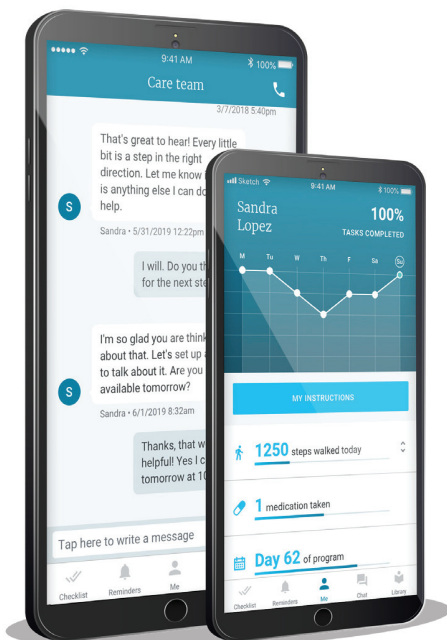 9:41 AM
100%
Care team
3/7/2018 5:40pm
That's great to hear! Every little
bit is a step in the right
direction. Let me know
is anything else I can do
help.
S
Sandra • 5/31/2019 12:22pm
I will. Do you
for the next
I'm so glad you are
about that. Let's set up
to talk about it. Are you
available tomorrow?
S
Sandra • 6/1/2019 8:32am
Thanks, that
helpful! Yes I
tomorrow at
Tap here to write a message
Checklist
Reminders
Me
Sketch
9:41 AM
100%
Sandra
Lopez
100%
TASKS COMPLETED
M Tu W Th F Sa Su
MY INSTRUCTIONS
1250 steps walked today
1 medication taken
Day 62 of program
Checklist
Reminders
Me
Chat
Library